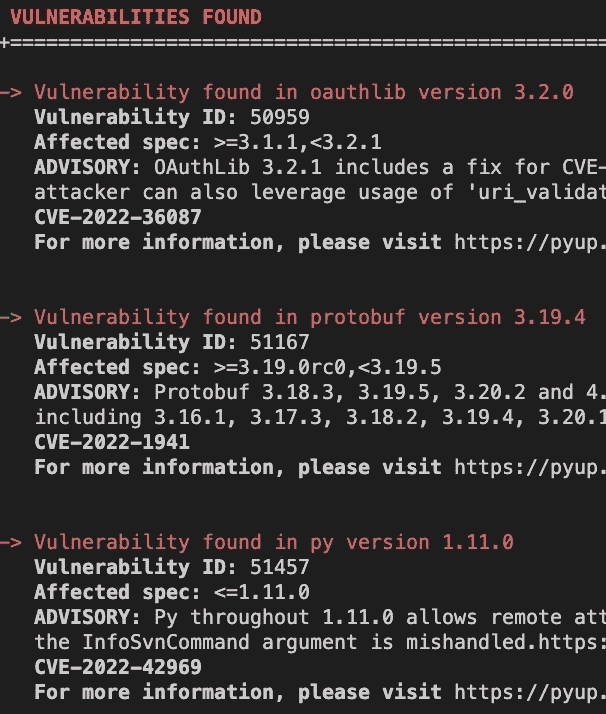 VULNERABILITIES FOUND
+==================================================
-> Vulnerability found in oauthlib version 3.2.0
Vulnerability ID: 50959
Affected spec: >=3.1.1,<3.2.1
ADVISORY: OAuthLib 3.2.1 includes a fix for CVE-
attacker can also leverage usage of 'uri_validat
CVE-2022-36087
For more information, please visit https://pyup.
-> Vulnerability found in protobuf version 3.19.4
Vulnerability ID: 51167
Affected spec: >=3.19.0rc0,<3.19.5
ADVISORY: Protobuf 3.18.3, 3.19.5, 3.20.2 and 4.
including 3.16.1, 3.17.3, 3.18.2, 3.19.4, 3.20.1
CVE-2022-1941
For more information, please visit https://pyup.
-> Vulnerability found in py version 1.11.0
Vulnerability ID: 51457
Affected spec: <=1.11.0
ADVISORY: Py throughout 1.11.0 allows remote att
the InfoSvnCommand argument is mishandled.https:
CVE-2022-42969
For more information, please visit https://pyup.